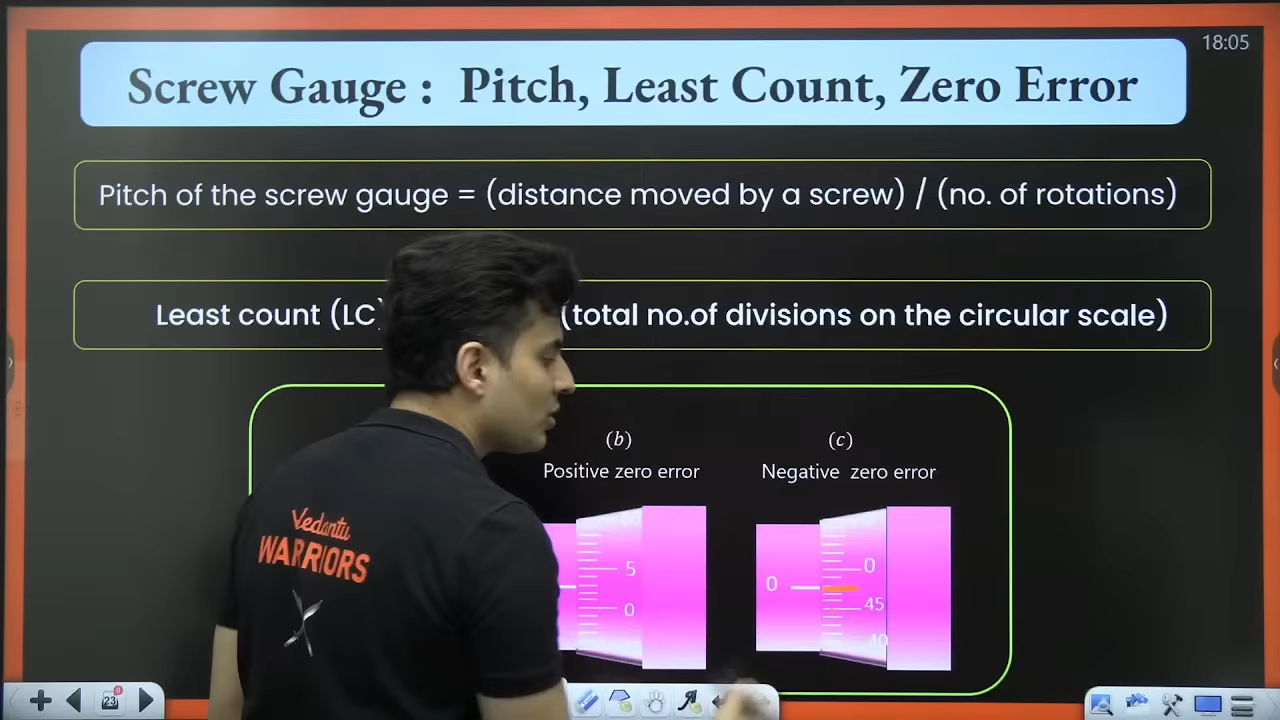 18:05
Screw Gauge : Pitch, Least Count, Zero Error
Pitch of the screw gauge = (distance moved by a screw) / (no. of rotations)
Least count (LC) (total no.of divisions on the circular scale)
(b)
Positive zero error
5
0
(c)
Negative zero error
0
0
45
40
Vedantu
WARRIORS
23